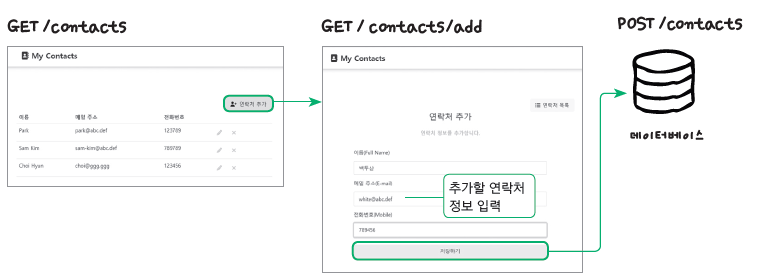 GET /contacts
GET / contacts/add
POST /contacts
My Contacts
연락처 추가
이름 메일 주소 전화번호
Park park@abc.def 123789
Sam Kim sam-kim@abc.def 789789
Choi Hyun choi@ggg.ggg 123456
My Contacts
연락처 목록
연락처 추가
연락처 정보를 추가합니다.
이름(Full Name)
백두산
메일 주소(E-mail)
white@abc.def
추가할 연락처
정보 입력
전화번호(Mobile)
789456
저장하기
데이터베이스